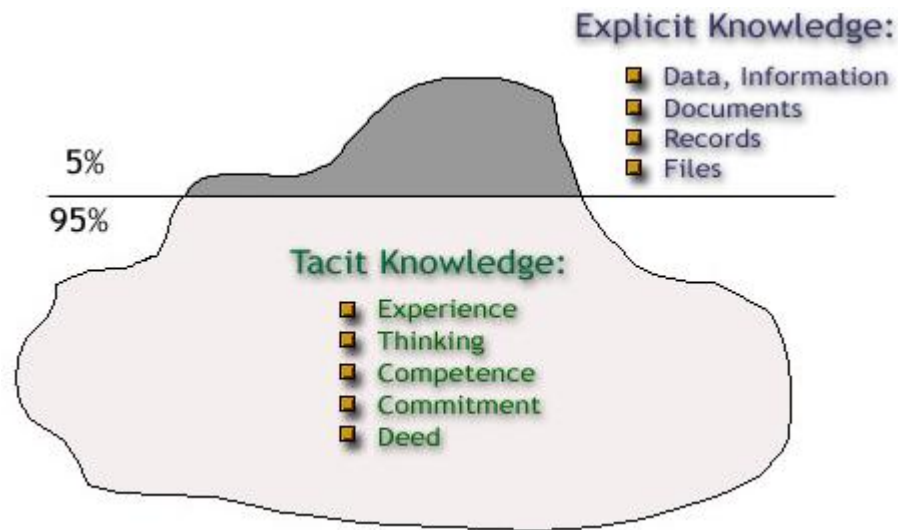 Explicit Knowledge:
Data, Information
Documents
Records
Files
5%
95%
Tacit Knowledge:
Experience
Thinking
Competence
Commitment
Deed